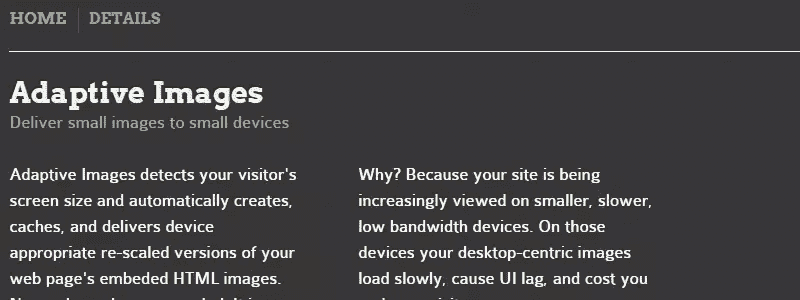 HOME DETAILS
Adaptive Images
Deliver small images to small devices
Adaptive Images detects your visitor's
screen size and automatically creates,
caches, and delivers device
appropriate re-scaled versions of your
web page's embeded HTML images.
Why? Because your site is being
increasingly viewed on smaller, slower,
low bandwidth devices. On those
devices your desktop-centric images
load slowly, cause UI lag, and cost you